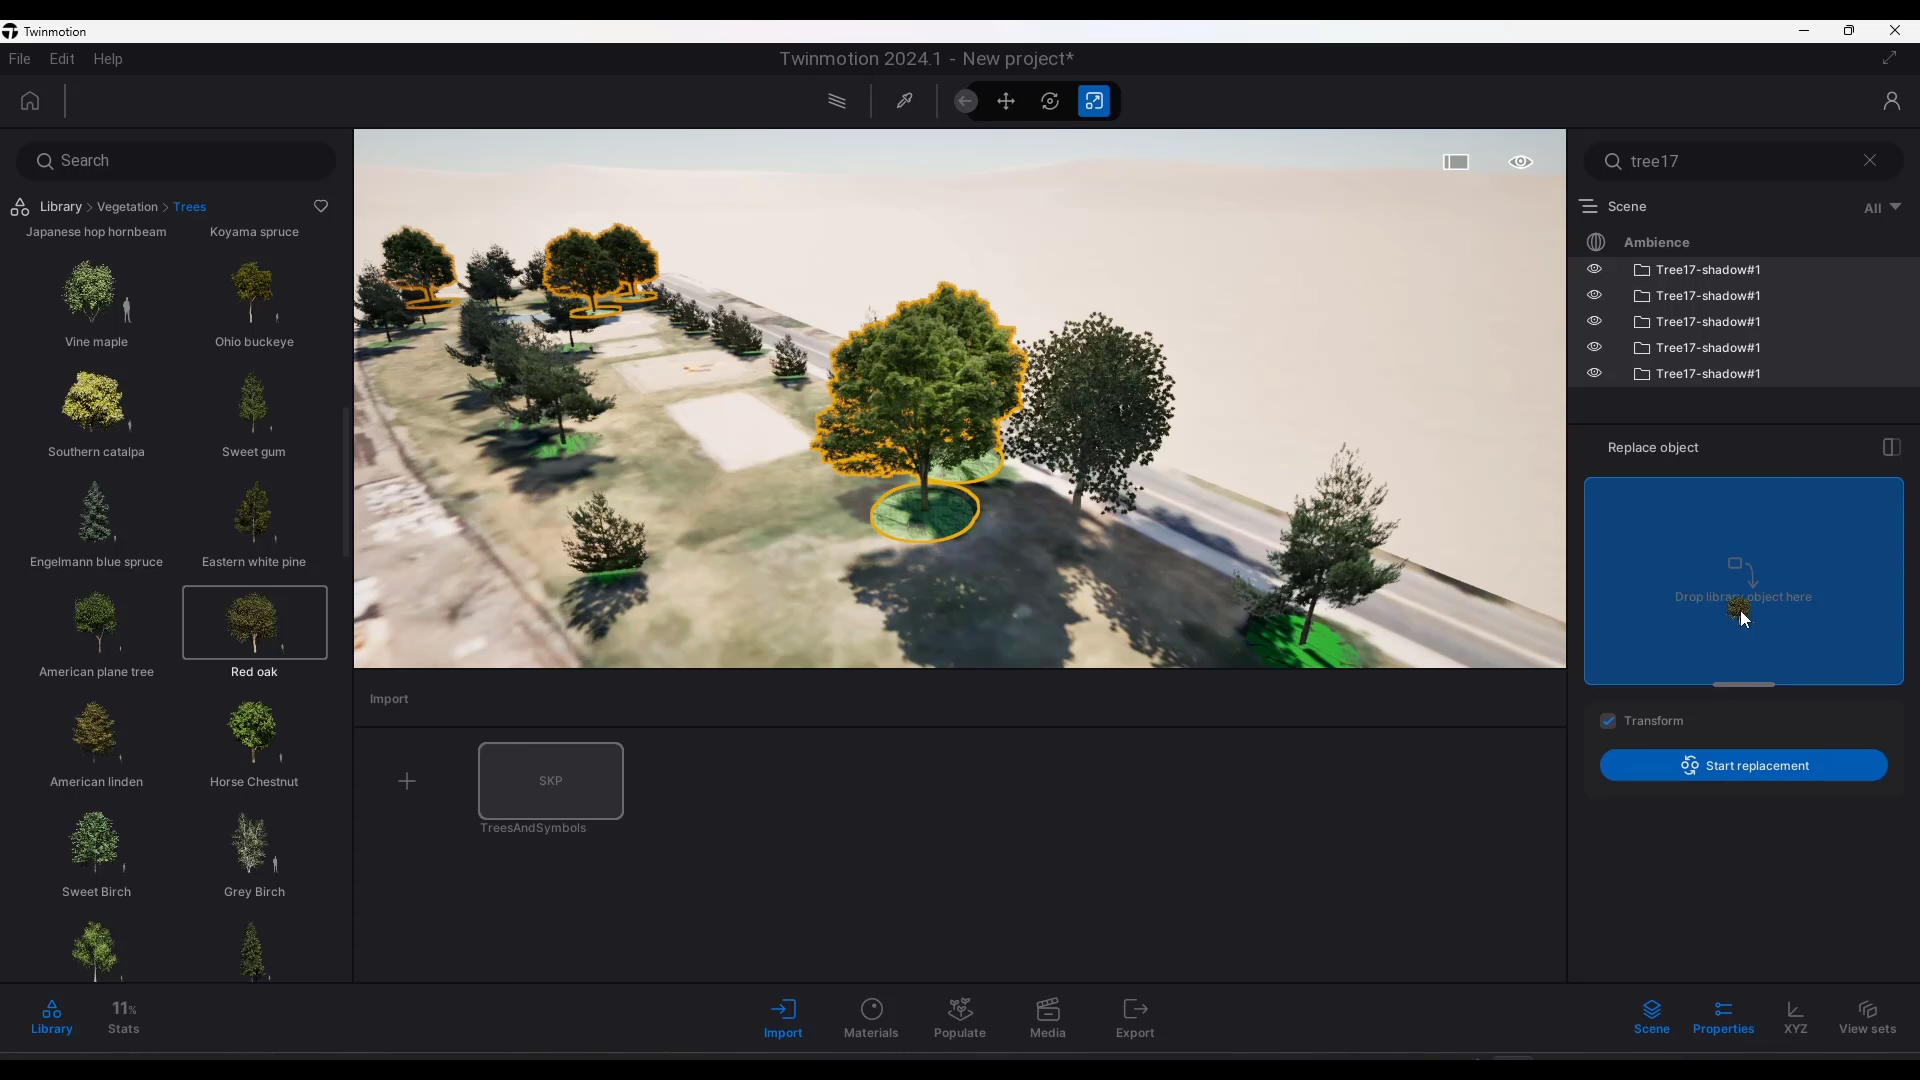 Twinmotion
File Edit Help
Twinmotion 2024.1 - New project*
Search
Library > Vegetation > Trees
Japanese hop hornbeam
Koyama spruce
Vine maple
Ohio buckeye
Southern catalpa
Sweet gum
Engelmann blue spruce
Eastern white pine
American plane tree
Red oak
American linden
Horse Chestnut
Sweet Birch
Grey Birch
Import
SKP
TreesAndSymbols
tree17
Scene
All
Ambience
Tree17-shadow#1
Tree17-shadow#1
Tree17-shadow#1
Tree17-shadow#1
Tree17-shadow#1
Replace object
Drop library object here
Transform
Start replacement
Library
11%
Stats
Import
Materials
Populate
Media
Export
Scene
Properties
XYZ
View sets